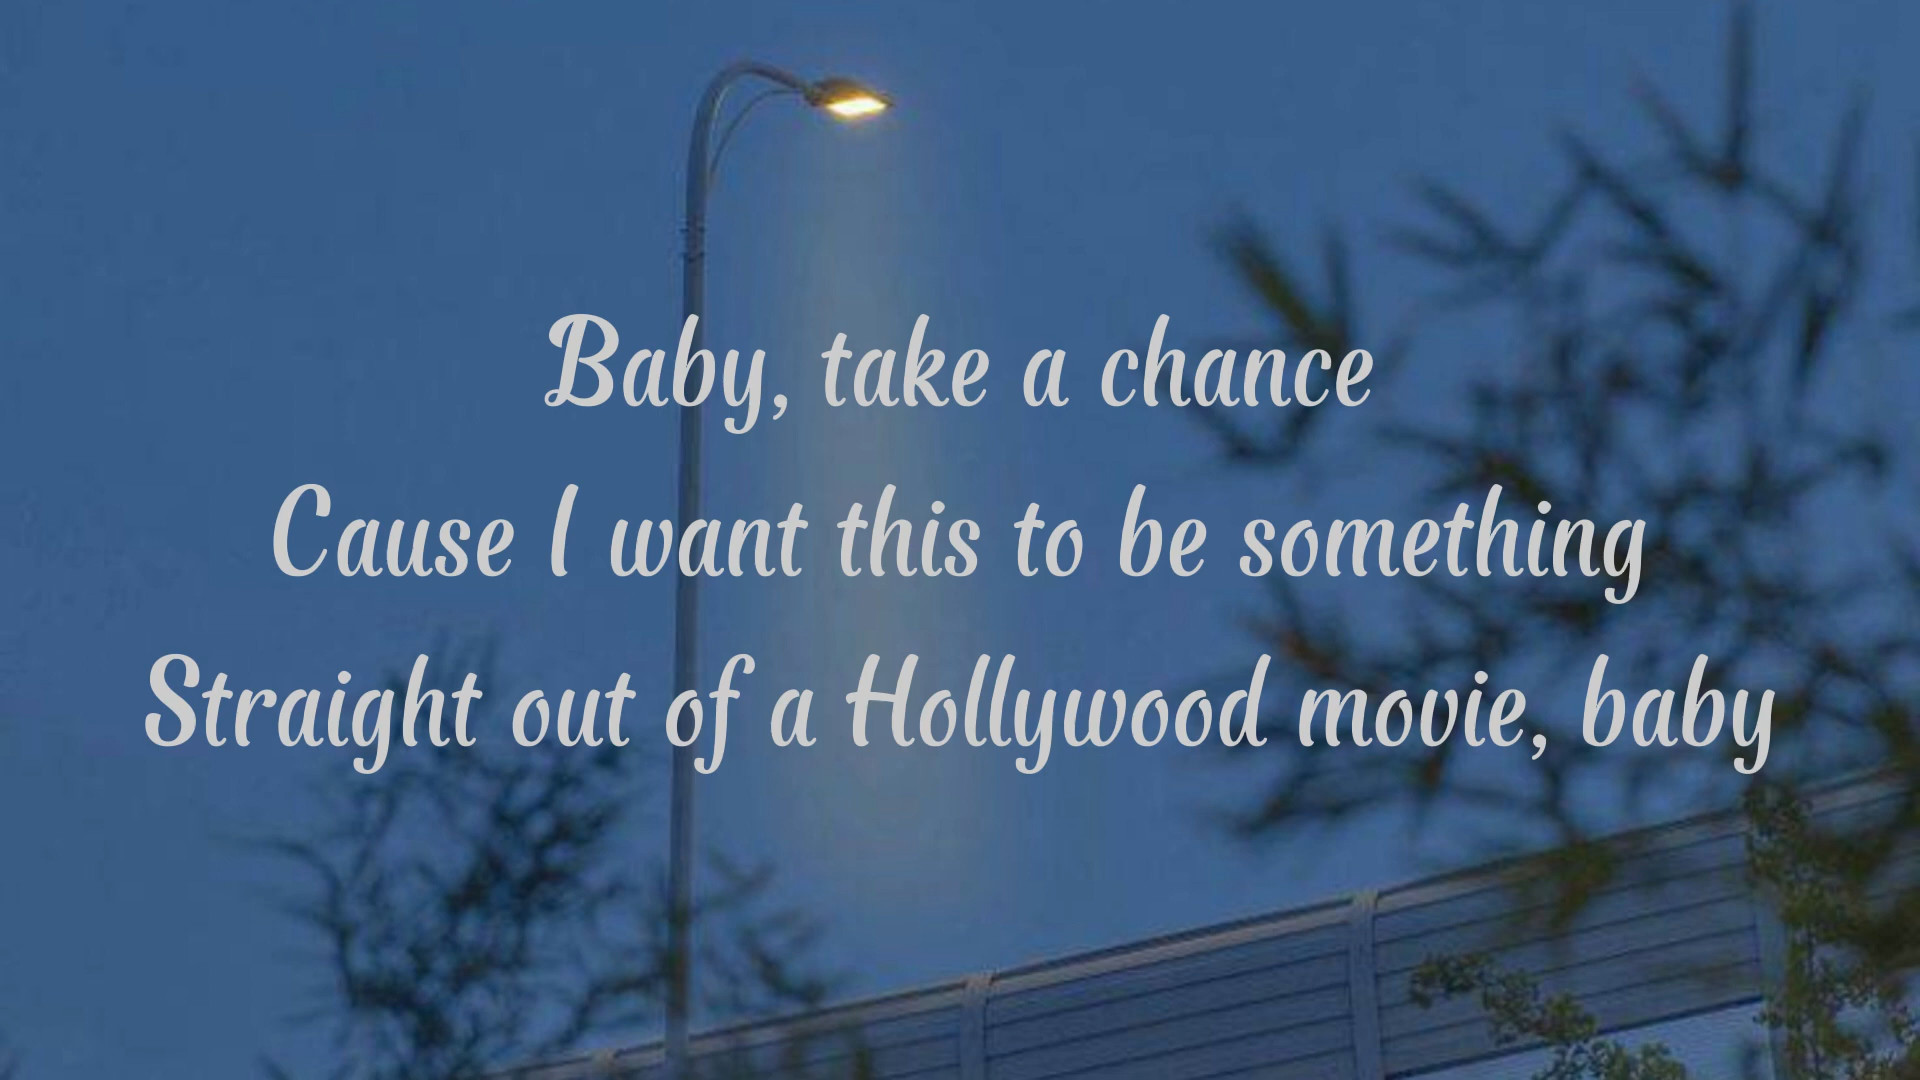 Baby, take a chance
Cause I want this to be something
Straight out of a Hollywood movie, baby